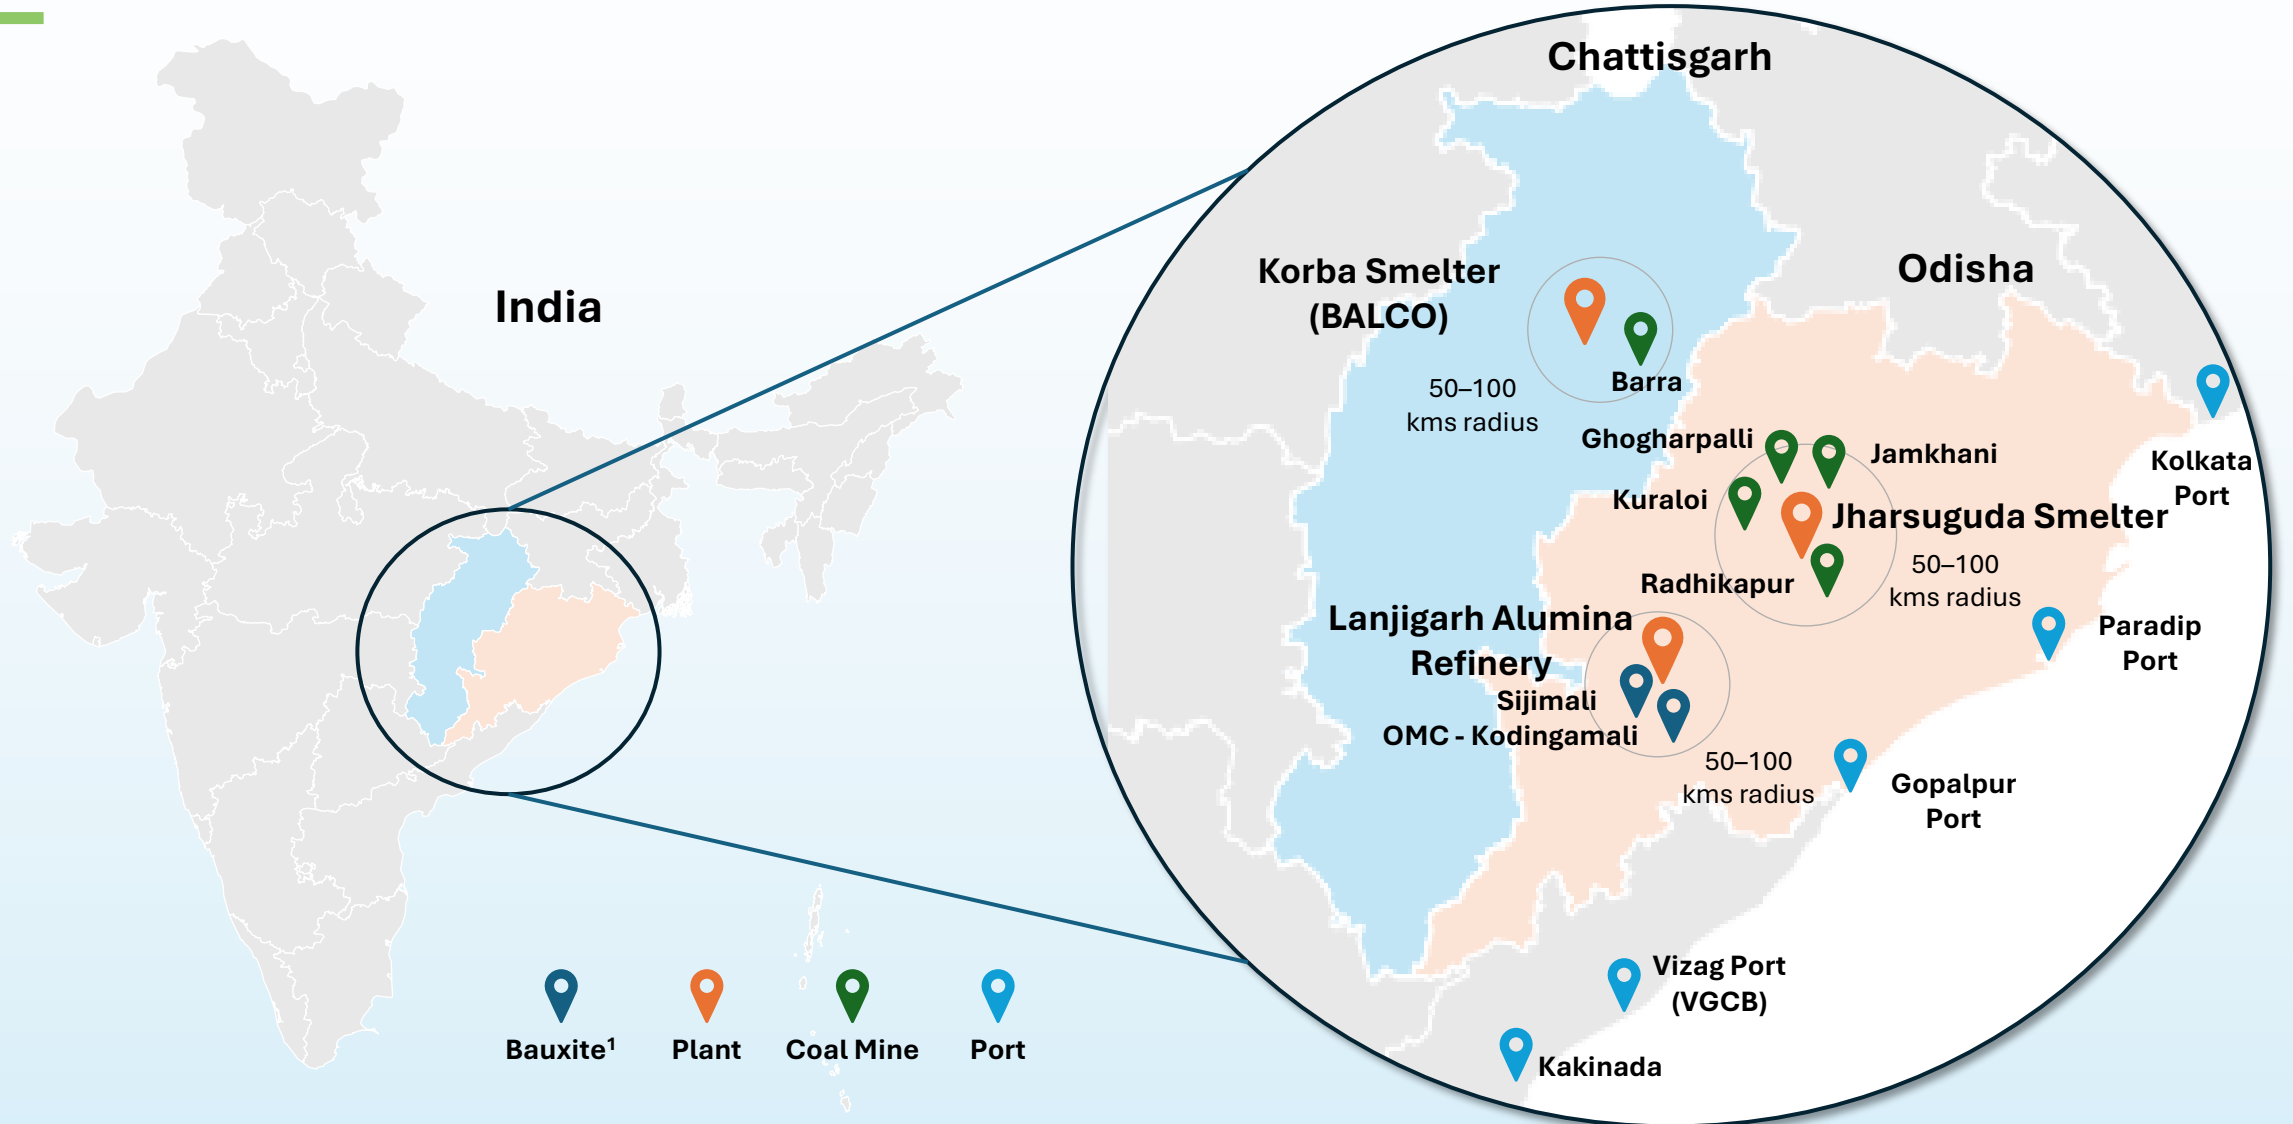 Chattisgarh
India
Korba Smelter
(BALCO)
Odisha
Barra
50–100
kms radius
Ghogharpalli
Jamkhani
Kolkata
Port
Kuraloi
Jharsuguda Smelter
Radhikapur
50–100
kms radius
Lanjigarh Alumina
Refinery
Paradip
Port
Sijimali
OMC - Kodingamali
50–100
kms radius
Gopalpur
Port
Vizag Port
(VGCB)
Kakinada
Bauxite¹
Plant
Coal Mine
Port